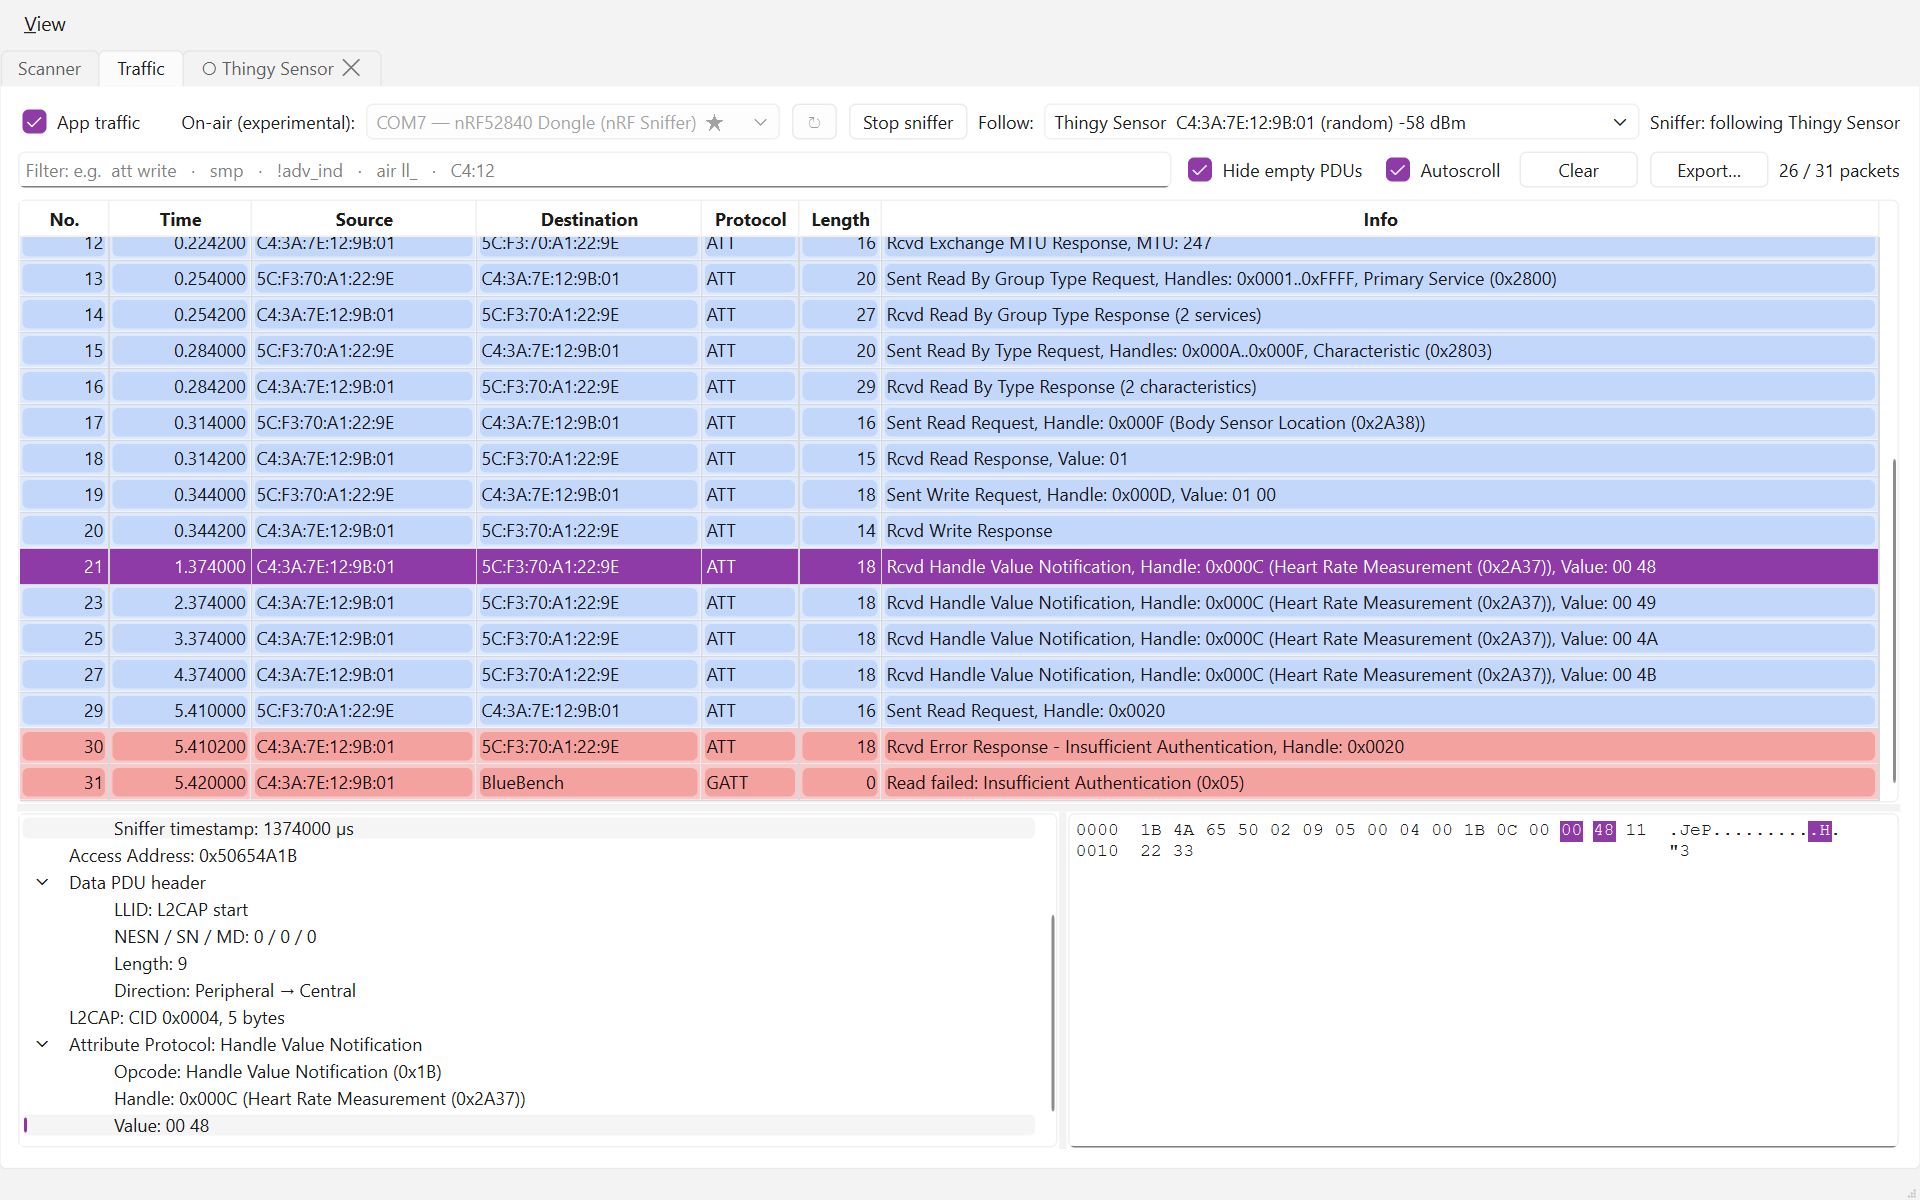 View
Scanner Traffic Thingy Sensor
App traffic On-air (experimental): COM7 — nRF52840 Dongle (nRF Sniffer) ★ Stop sniffer Follow: Thingy Sensor C4:3A:7E:12:9B:01 (random) -58 dBm Sniffer: following Thingy Sensor
Filter: e.g. att write · smp · !adv_ind · air ll_ · C4:12 Hide empty PDUs Autoscroll Clear Export... 26 / 31 packets
No. Time Source Destination Protocol Length Info
12 0.224200 C4:3A:7E:12:9B:01 5C:F3:70:A1:22:9E ATT 16 Rcvd Exchange MTU Response, MTU: 247
13 0.254000 5C:F3:70:A1:22:9E C4:3A:7E:12:9B:01 ATT 20 Sent Read By Group Type Request, Handles: 0x0001..0xFFFF, Primary Service (0x2800)
14 0.254200 C4:3A:7E:12:9B:01 5C:F3:70:A1:22:9E ATT 27 Rcvd Read By Group Type Response (2 services)
15 0.284000 5C:F3:70:A1:22:9E C4:3A:7E:12:9B:01 ATT 20 Sent Read By Type Request, Handles: 0x000A..0x000F, Characteristic (0x2803)
16 0.284200 C4:3A:7E:12:9B:01 5C:F3:70:A1:22:9E ATT 29 Rcvd Read By Type Response (2 characteristics)
17 0.314000 5C:F3:70:A1:22:9E C4:3A:7E:12:9B:01 ATT 16 Sent Read Request, Handle: 0x000F (Body Sensor Location (0x2A38))
18 0.314200 C4:3A:7E:12:9B:01 5C:F3:70:A1:22:9E ATT 15 Rcvd Read Response, Value: 01
19 0.344000 5C:F3:70:A1:22:9E C4:3A:7E:12:9B:01 ATT 18 Sent Write Request, Handle: 0x000D, Value: 01 00
20 0.344200 C4:3A:7E:12:9B:01 5C:F3:70:A1:22:9E ATT 14 Rcvd Write Response
21 1.374000 C4:3A:7E:12:9B:01 5C:F3:70:A1:22:9E ATT 18 Rcvd Handle Value Notification, Handle: 0x000C (Heart Rate Measurement (0x2A37)), Value: 00 48
23 2.374000 C4:3A:7E:12:9B:01 5C:F3:70:A1:22:9E ATT 18 Rcvd Handle Value Notification, Handle: 0x000C (Heart Rate Measurement (0x2A37)), Value: 00 49
25 3.374000 C4:3A:7E:12:9B:01 5C:F3:70:A1:22:9E ATT 18 Rcvd Handle Value Notification, Handle: 0x000C (Heart Rate Measurement (0x2A37)), Value: 00 4A
27 4.374000 C4:3A:7E:12:9B:01 5C:F3:70:A1:22:9E ATT 18 Rcvd Handle Value Notification, Handle: 0x000C (Heart Rate Measurement (0x2A37)), Value: 00 4B
29 5.410000 5C:F3:70:A1:22:9E C4:3A:7E:12:9B:01 ATT 16 Sent Read Request, Handle: 0x0020
30 5.410200 C4:3A:7E:12:9B:01 5C:F3:70:A1:22:9E ATT 18 Rcvd Error Response - Insufficient Authentication, Handle: 0x0020
31 5.420000 C4:3A:7E:12:9B:01 BlueBench GATT 0 Read failed: Insufficient Authentication (0x05)
Sniffer timestamp: 1374000 µs
Access Address: 0x50654A1B
Data PDU header
LLID: L2CAP start
NESN / SN / MD: 0 / 0 / 0
Length: 9
Direction: Peripheral → Central
L2CAP: CID 0x0004, 5 bytes
Attribute Protocol: Handle Value Notification
Opcode: Handle Value Notification (0x1B)
Handle: 0x000C (Heart Rate Measurement (0x2A37))
Value: 00 48
0000 1B 4A 65 50 02 09 05 00 04 00 1B 0C 00 00 48 11 .JeP..........H.
0010 22 33 "3